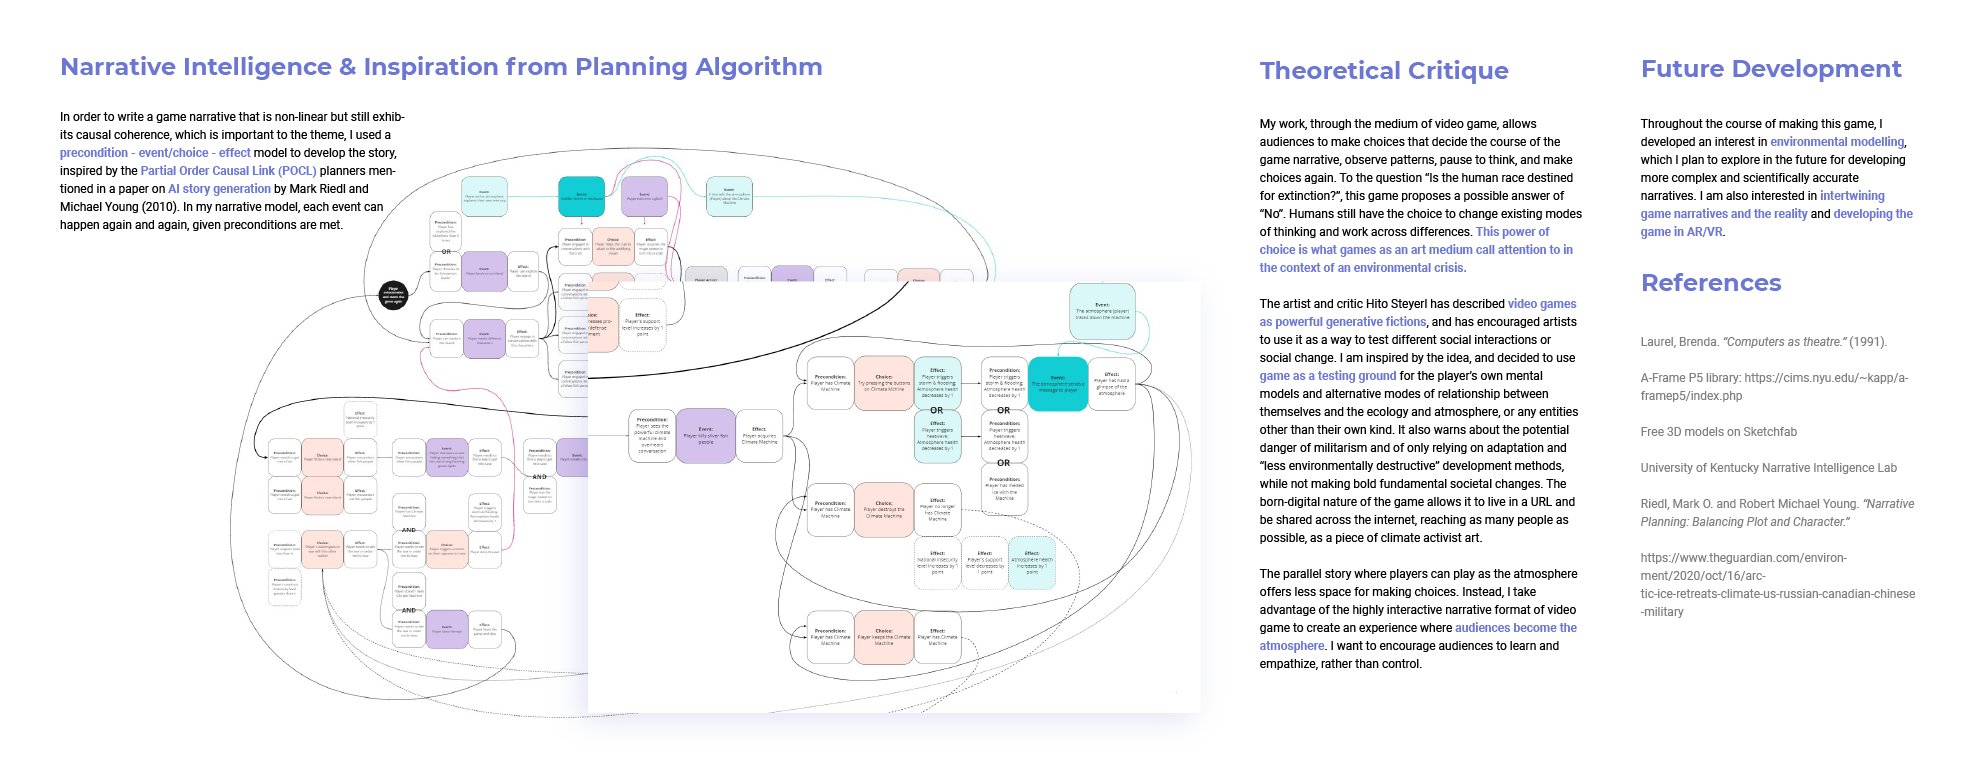 Narrative Intelligence & Inspiration from Planning Algorithm
In order to write a game narrative that is non-linear but still exhib-
its causal coherence, which is important to the theme, I used a
precondition - event/choice - effect model to develop the story,
inspired by the Partial Order Causal Link (POCL) planners men-
tioned in a paper on AI story generation by Mark Riedl and
Michael Young (2010). In my narrative model, each event can
happen again and again, given preconditions are met.
OR
AND
AND
AND
Effect:
Player's support
level increases by 1
point
Event:
The atmosphere (player)
tracks down the machine
Precondition:
Player sees the
powerful climate
machine and
overhears
conversation
Event:
Player kills silver fish
people
Effect:
Player acquires
Climate Machine
Precondition:
Player has Climate
Machine
Choice:
Try pressing the buttons
on Climate Mchine
Effect:
Player triggers
storm & flooding;
Atmosphere health
decreases by 1
OR
Effect:
Player triggers
heatwave;
Atmosphere health
decreases by 1
Precondition:
Player triggers
storm & flooding;
Atmosphere health
decreases by 1
OR
Precondition:
Player triggers
heatwave;
Atmosphere health
decreases by 1
OR
Precondition:
Player has melted
ice with the
Machine
Event:
The atmosphere sends a
message to player
Effect:
Player has had a
glimpse of the
atmosphere
Precondition:
Player has Climate
Machine
Choice:
Player destroys the
Climate Machine
Effect:
Player no longer
has Climate
Machine
Effect:
National insecurity
level increases by 1
point
Effect:
Player's support
level decreases by
1 point
Effect:
Atmosphere health
increases by 1
point
Precondition:
Player has Climate
Machine
Choice:
Player keeps the Climate
Machine
Effect:
Player has Climate
Machine
Theoretical Critique
My work, through the medium of video game, allows
audiences to make choices that decide the course of the
game narrative, observe patterns, pause to think, and make
choices again. To the question “Is the human race destined
for extinction?”, this game proposes a possible answer of
“No”. Humans still have the choice to change existing modes
of thinking and work across differences. This power of
choice is what games as an art medium call attention to in
the context of an environmental crisis.
The artist and critic Hito Steyerl has described video games
as powerful generative fictions, and has encouraged artists
to use it as a way to test different social interactions or
social change. I am inspired by the idea, and decided to use
game as a testing ground for the player’s own mental
models and alternative modes of relationship between
themselves and the ecology and atmosphere, or any entities
other than their own kind. It also warns about the potential
danger of militarism and of only relying on adaptation and
“less environmentally destructive” development methods,
while not making bold fundamental societal changes. The
born-digital nature of the game allows it to live in a URL and
be shared across the internet, reaching as many people as
possible, as a piece of climate activist art.
The parallel story where players can play as the atmosphere
offers less space for making choices. Instead, I take
advantage of the highly interactive narrative format of video
game to create an experience where audiences become the
atmosphere. I want to encourage audiences to learn and
empathize, rather than control.
Future Development
Throughout the course of making this game, I
developed an interest in environmental modelling,
which I plan to explore in the future for developing
more complex and scientifically accurate
narratives. I am also interested in intertwining
game narratives and the reality and developing the
game in AR/VR.
References
Laurel, Brenda. “Computers as theatre.” (1991).
A-Frame P5 library: https://cims.nyu.edu/~kapp/a-
framep5/index.php
Free 3D models on Sketchfab
University of Kentucky Narrative Intelligence Lab
Riedl, Mark O. and Robert Michael Young. “Narrative
Planning: Balancing Plot and Character.”
https://www.theguardian.com/environ-
ment/2020/oct/16/arc-
tic-ice-retreats-climate-us-russian-canadian-chinese
-military